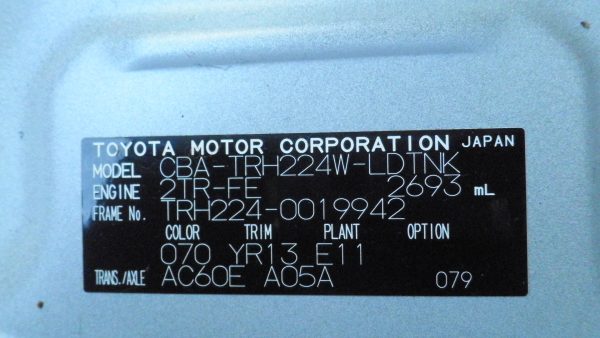 TOYOTA MOTOR CORPORATION JAPAN
MODEL CBA-TRH224W-LDTNK
ENGINE 2TR-FE 2693 mL
FRAME No. TRH224-0019942
COLOR TRIM PLANT OPTION
070 YR13 E11
TRANS./AXLE AC60E A05A 079